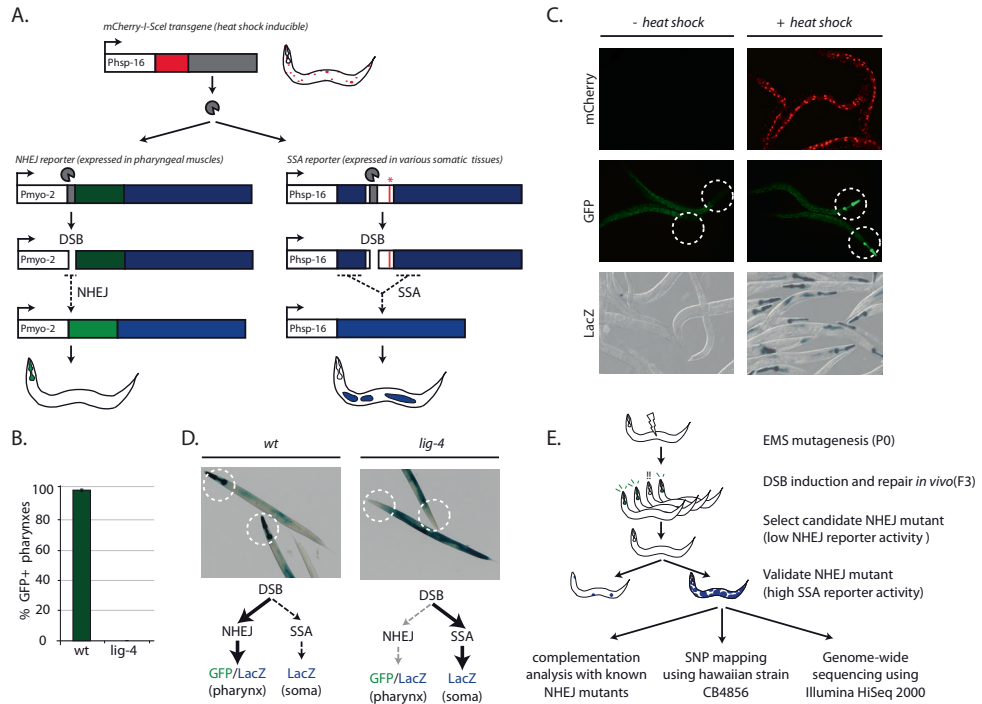 A.
mCherry-I-SceI transgene (heat shock inducible)
Phsp-16
NHEJ reporter (expressed in pharyngeal muscles)
SSA reporter (expressed in various somatic tissues)
Pmyo-2
Phsp-16
*
DSB
DSB
Pmyo-2
Phsp-16
NHEJ
SSA
Pmyo-2
Phsp-16
B.
% GFP+ pharynxes
100
80
60
40
20
0
wt
lig-4
C.
- heat shock
+ heat shock
mCherry
GFP
LacZ
D.
wt
lig-4
DSB
DSB
NHEJ
SSA
NHEJ
SSA
GFP/LacZ
(pharynx)
LacZ
(soma)
GFP/LacZ
(pharynx)
LacZ
(soma)
E.
EMS mutagenesis (P0)
!!
DSB induction and repair in vivo(F3)
Select candidate NHEJ mutant
(low NHEJ reporter activity )
Validate NHEJ mutant
(high SSA reporter activity)
complementation
analysis with known
NHEJ mutants
SNP mapping
using hawaiian strain
CB4856
Genome-wide
sequencing using
Illumina HiSeq 2000